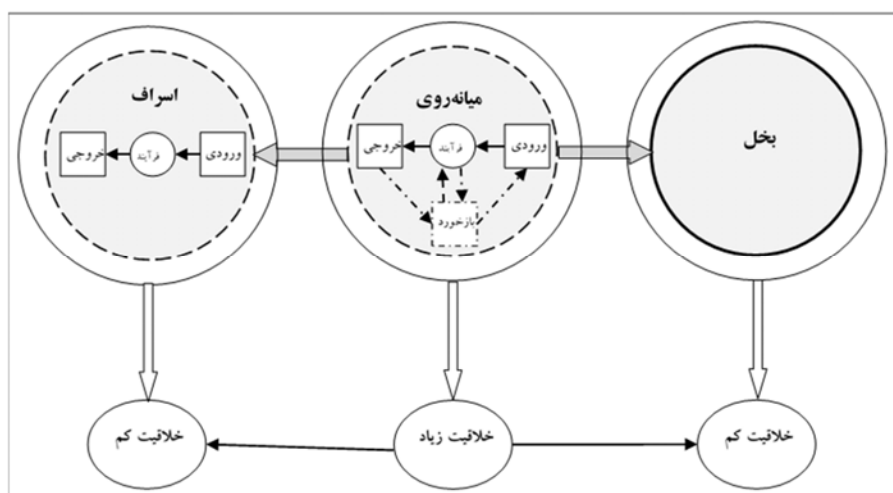 بخل
میانه‌روی
ورودی
فرآیند
خروجی
بازخورد
اسراف
ورودی
فرآیند
خروجی
خلاقیت کم
خلاقیت زیاد
خلاقیت کم